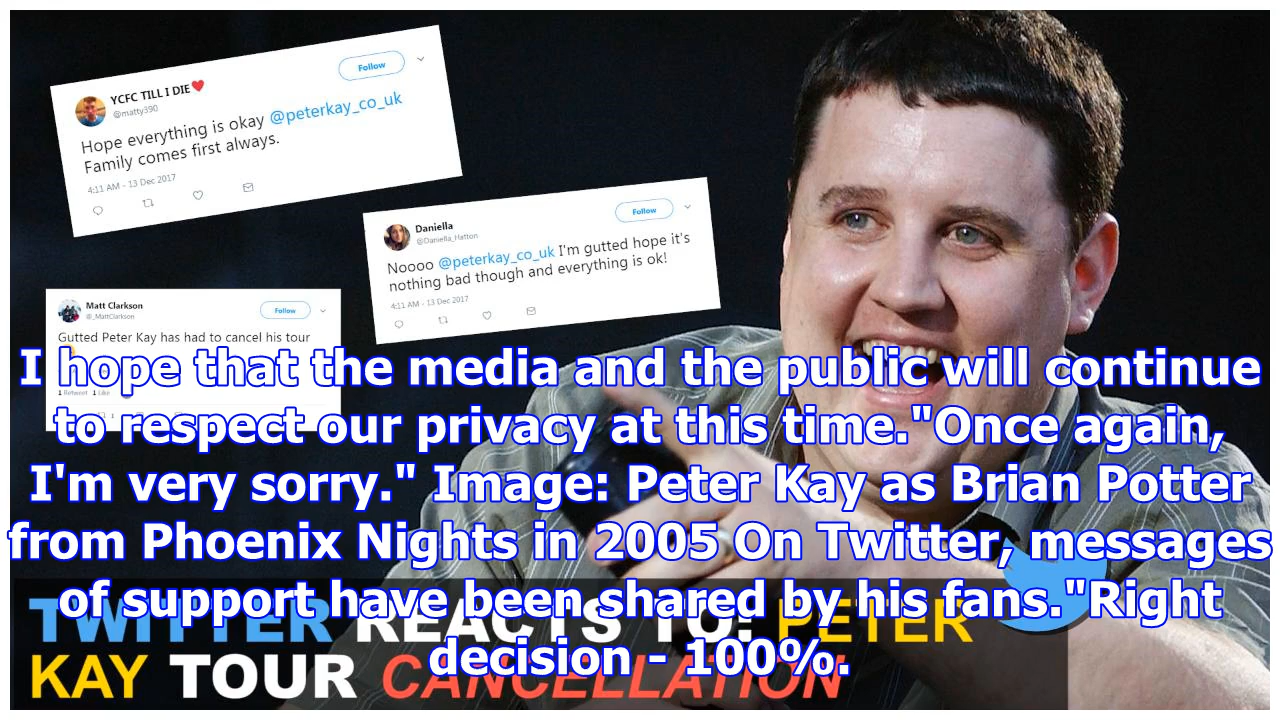 YCFC TILL I DIE❤️
@matty390
Follow
Hope everything is okay @peterkay_co_uk
Family comes first always.
4:11 AM - 13 Dec 2017
Daniella
@Daniella_Hatton
Follow
Noooo @peterkay_co_uk I'm gutted hope it's
nothing bad though and everything is ok!
4:11 AM - 13 Dec 2017
Matt Clarkson
@_MattClarkson
Follow
Gutted Peter Kay has had to cancel his tour
1 Retweet 1 Like
I hope that the media and the public will continue
to respect our privacy at this time."Once again,
I'm very sorry." Image: Peter Kay as Brian Potter
from Phoenix Nights in 2005 On Twitter, messages
of support have been shared by his fans."Right
decision - 100%.
TWITTER REACTS TO: PETER
KAY TOUR CANCELLATION